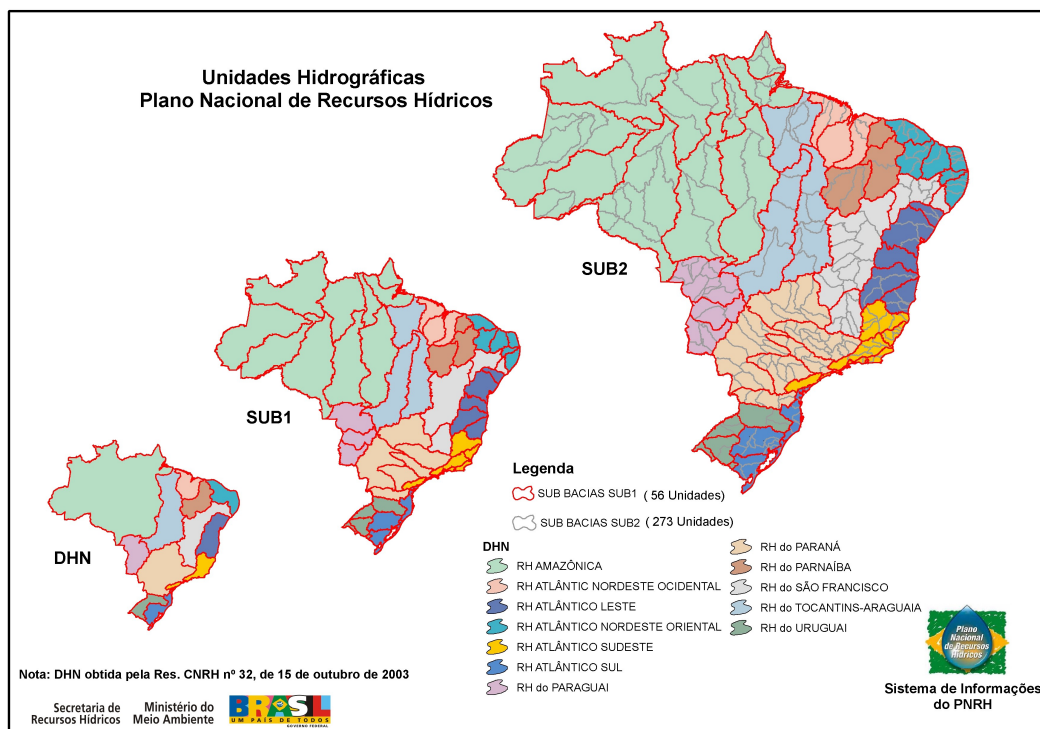 Unidades Hidrográficas
Plano Nacional de Recursos Hídricos
SUB2
SUB1
DHN
Legenda
SUB BACIAS SUB1 ( 56 Unidades)
SUB BACIAS SUB2 ( 273 Unidades)
DHN
RH AMAZÔNICA
RH ATLÂNTIC NORDESTE OCIDENTAL
RH ATLÂNTICO LESTE
RH ATLÂNTICO NORDESTE ORIENTAL
RH ATLÂNTICO SUDESTE
RH ATLÂNTICO SUL
RH do PARAGUAI
RH do PARANÁ
RH do PARNAÍBA
RH do SÃO FRANCISCO
RH do TOCANTINS-ARAGUAIA
RH do URUGUAI
Plano
Nacional
de Recursos
Hídricos
Sistema de Informações
do PNRH
Nota: DHN obtida pela Res. CNRH nº 32, de 15 de outubro de 2003
Secretaria de
Recursos Hídricos
Ministério do
Meio Ambiente
BRASIL
UM PAÍS DE TODOS
GOVERNO FEDERAL